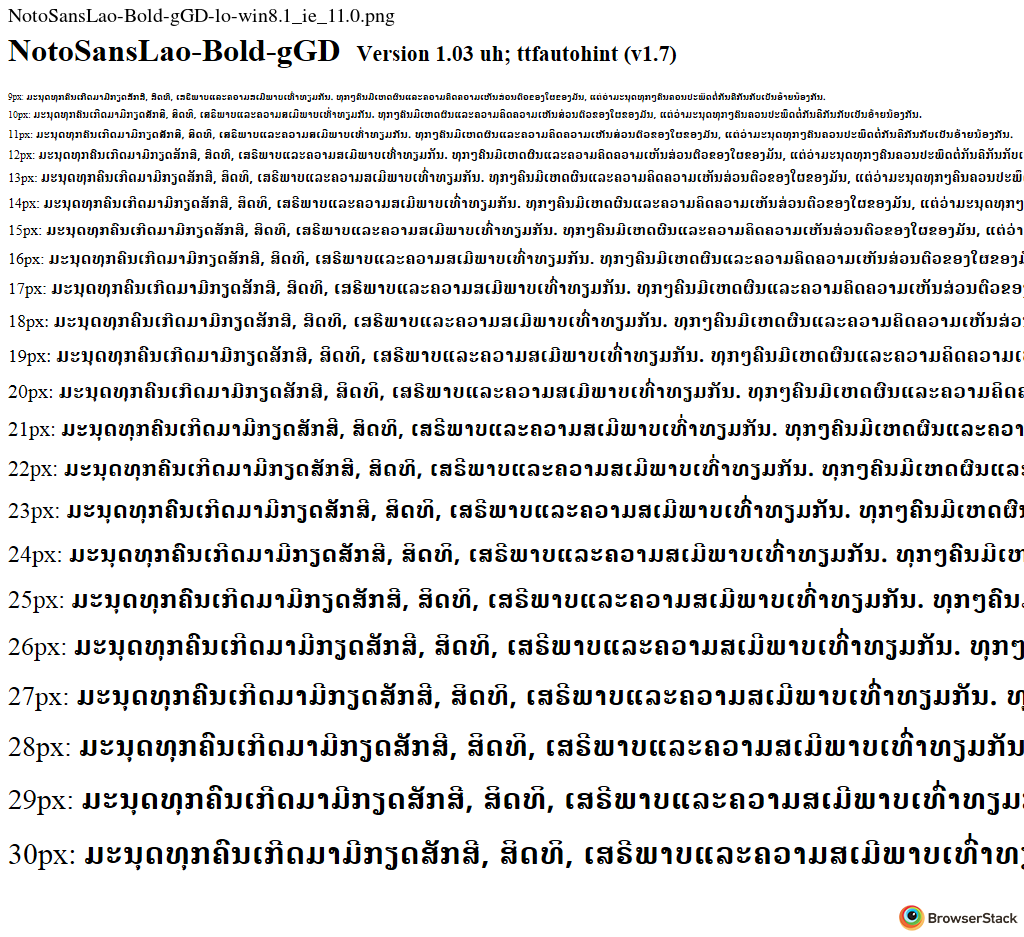 NotoSansLao-Bold-gGD-lo-win8.1_ie_11.0.png
NotoSansLao-Bold-gGD Version 1.03 uh; ttfautohint (v1.7)
9px: ມະນຸດທຸກຄົນເກີດມາມີກຽດສັກສີ, ສິດທິ, ເສຣີພາບແລະຄວາມສເມີພາບເທົ່າທຽມກັນ. ທຸກໆຄົນມີເຫດຜົນແລະຄວາມຄິດຄວາມເຫັນສ່ວນຕົວຂອງໃຜຂອງມັນ, ແຕ່ວ່າມະນຸດທຸກໆຄົນຄວນປະພຶດຕໍ່ກັນຄືກັນກັບເປັນອ້າຍນ້ອງກັນ.
10px: ມະນຸດທຸກຄົນເກີດມາມີກຽດສັກສີ, ສິດທິ, ເສຣີພາບແລະຄວາມສເມີພາບເທົ່າທຽມກັນ. ທຸກໆຄົນມີເຫດຜົນແລະຄວາມຄິດຄວາມເຫັນສ່ວນຕົວຂອງໃຜຂອງມັນ, ແຕ່ວ່າມະນຸດທຸກໆຄົນຄວນປະພຶດຕໍ່ກັນຄືກັນກັບເປັນອ້າຍນ້ອງກັນ.
11px: ມະນຸດທຸກຄົນເກີດມາມີກຽດສັກສີ, ສິດທິ, ເສຣີພາບແລະຄວາມສເມີພາບເທົ່າທຽມກັນ. ທຸກໆຄົນມີເຫດຜົນແລະຄວາມຄິດຄວາມເຫັນສ່ວນຕົວຂອງໃຜຂອງມັນ, ແຕ່ວ່າມະນຸດທຸກໆຄົນຄວນປະພຶດຕໍ່ກັນຄືກັນກັບເປັນອ້າຍນ້ອງກັນ.
12px: ມະນຸດທຸກຄົນເກີດມາມີກຽດສັກສີ, ສິດທິ, ເສຣີພາບແລະຄວາມສເມີພາບເທົ່າທຽມກັນ. ທຸກໆຄົນມີເຫດຜົນແລະຄວາມຄິດຄວາມເຫັນສ່ວນຕົວຂອງໃຜຂອງມັນ, ແຕ່ວ່າມະນຸດທຸກໆຄົນຄວນປະພຶດຕໍ່ກັນຄືກັນກັບເ
13px: ມະນຸດທຸກຄົນເກີດມາມີກຽດສັກສີ, ສິດທິ, ເສຣີພາບແລະຄວາມສເມີພາບເທົ່າທຽມກັນ. ທຸກໆຄົນມີເຫດຜົນແລະຄວາມຄິດຄວາມເຫັນສ່ວນຕົວຂອງໃຜຂອງມັນ, ແຕ່ວ່າມະນຸດທຸກໆຄົນຄວນປະພຶ
14px: ມະນຸດທຸກຄົນເກີດມາມີກຽດສັກສີ, ສິດທິ, ເສຣີພາບແລະຄວາມສເມີພາບເທົ່າທຽມກັນ. ທຸກໆຄົນມີເຫດຜົນແລະຄວາມຄິດຄວາມເຫັນສ່ວນຕົວຂອງໃຜຂອງມັນ, ແຕ່ວ່າມະນຸດທຸກໆ
15px: ມະນຸດທຸກຄົນເກີດມາມີກຽດສັກສີ, ສິດທິ, ເສຣີພາບແລະຄວາມສເມີພາບເທົ່າທຽມກັນ. ທຸກໆຄົນມີເຫດຜົນແລະຄວາມຄິດຄວາມເຫັນສ່ວນຕົວຂອງໃຜຂອງມັນ, ແຕ່ວ່າ
16px: ມະນຸດທຸກຄົນເກີດມາມີກຽດສັກສີ, ສິດທິ, ເສຣີພາບແລະຄວາມສເມີພາບເທົ່າທຽມກັນ. ທຸກໆຄົນມີເຫດຜົນແລະຄວາມຄິດຄວາມເຫັນສ່ວນຕົວຂອງໃຜຂອງມັ
17px: ມະນຸດທຸກຄົນເກີດມາມີກຽດສັກສີ, ສິດທິ, ເສຣີພາບແລະຄວາມສເມີພາບເທົ່າທຽມກັນ. ທຸກໆຄົນມີເຫດຜົນແລະຄວາມຄິດຄວາມເຫັນສ່ວນຕົວຂອງ
18px: ມະນຸດທຸກຄົນເກີດມາມີກຽດສັກສີ, ສິດທິ, ເສຣີພາບແລະຄວາມສເມີພາບເທົ່າທຽມກັນ. ທຸກໆຄົນມີເຫດຜົນແລະຄວາມຄິດຄວາມເຫັນສ່ວ
19px: ມະນຸດທຸກຄົນເກີດມາມີກຽດສັກສີ, ສິດທິ, ເສຣີພາບແລະຄວາມສເມີພາບເທົ່າທຽມກັນ. ທຸກໆຄົນມີເຫດຜົນແລະຄວາມຄິດຄວາມເ
20px: ມະນຸດທຸກຄົນເກີດມາມີກຽດສັກສີ, ສິດທິ, ເສຣີພາບແລະຄວາມສເມີພາບເທົ່າທຽມກັນ. ທຸກໆຄົນມີເຫດຜົນແລະຄວາມຄິດຄ
21px: ມະນຸດທຸກຄົນເກີດມາມີກຽດສັກສີ, ສິດທິ, ເສຣີພາບແລະຄວາມສເມີພາບເທົ່າທຽມກັນ. ທຸກໆຄົນມີເຫດຜົນແລະຄວາ
22px: ມະນຸດທຸກຄົນເກີດມາມີກຽດສັກສີ, ສິດທິ, ເສຣີພາບແລະຄວາມສເມີພາບເທົ່າທຽມກັນ. ທຸກໆຄົນມີເຫດຜົນແລະ
23px: ມະນຸດທຸກຄົນເກີດມາມີກຽດສັກສີ, ສິດທິ, ເສຣີພາບແລະຄວາມສເມີພາບເທົ່າທຽມກັນ. ທຸກໆຄົນມີເຫດຜົນ
24px: ມະນຸດທຸກຄົນເກີດມາມີກຽດສັກສີ, ສິດທິ, ເສຣີພາບແລະຄວາມສເມີພາບເທົ່າທຽມກັນ. ທຸກໆຄົນມີເຫ
25px: ມະນຸດທຸກຄົນເກີດມາມີກຽດສັກສີ, ສິດທິ, ເສຣີພາບແລະຄວາມສເມີພາບເທົ່າທຽມກັນ. ທຸກໆຄົນ
26px: ມະນຸດທຸກຄົນເກີດມາມີກຽດສັກສີ, ສິດທິ, ເສຣີພາບແລະຄວາມສເມີພາບເທົ່າທຽມກັນ. ທຸກໆ
27px: ມະນຸດທຸກຄົນເກີດມາມີກຽດສັກສີ, ສິດທິ, ເສຣີພາບແລະຄວາມສເມີພາບເທົ່າທຽມກັນ. ທຸ
28px: ມະນຸດທຸກຄົນເກີດມາມີກຽດສັກສີ, ສິດທິ, ເສຣີພາບແລະຄວາມສເມີພາບເທົ່າທຽມກັນ
29px: ມະນຸດທຸກຄົນເກີດມາມີກຽດສັກສີ, ສິດທິ, ເສຣີພາບແລະຄວາມສເມີພາບເທົ່າທຽມ
30px: ມະນຸດທຸກຄົນເກີດມາມີກຽດສັກສີ, ສິດທິ, ເສຣີພາບແລະຄວາມສເມີພາບເທົ່າທ
BrowserStack